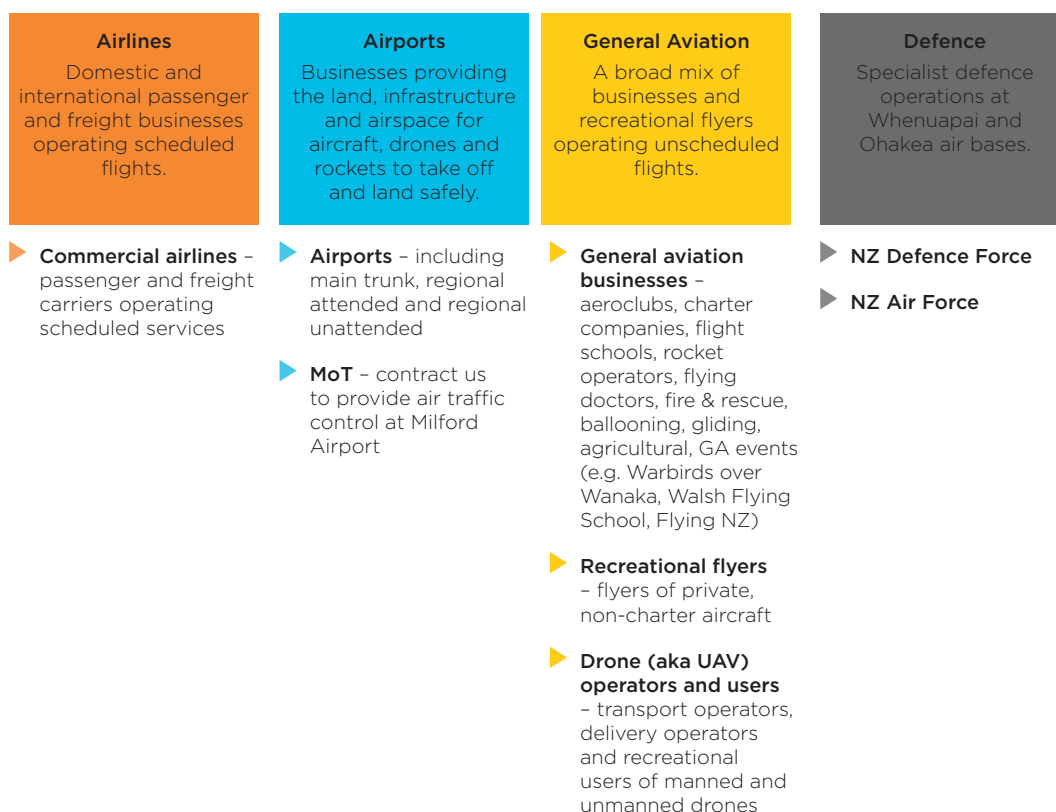 Airlines
Domestic and
international passenger
and freight businesses
operating scheduled
flights.
Commercial airlines –
passenger and freight
carriers operating
scheduled services
Airports
Businesses providing
the land, infrastructure
and airspace for
aircraft, drones and
rockets to take off
and land safely.
Airports – including
main trunk, regional
attended and regional
unattended
MoT – contract us
to provide air traffic
control at Milford
Airport
General Aviation
A broad mix of
businesses and
recreational flyers
operating unscheduled
flights.
General aviation
businesses –
aeroclubs, charter
companies, flight
schools, rocket
operators, flying
doctors, fire & rescue,
ballooning, gliding,
agricultural, GA events
(e.g. Warbirds over
Wanaka, Walsh Flying
School, Flying NZ)
Recreational flyers
– flyers of private,
non-charter aircraft
Drone (aka UAV)
operators and users
– transport operators,
delivery operators
and recreational
users of manned and
unmanned drones
Defence
Specialist defence
operations at
Whenuapai and
Ohakea air bases.
NZ Defence Force
NZ Air Force